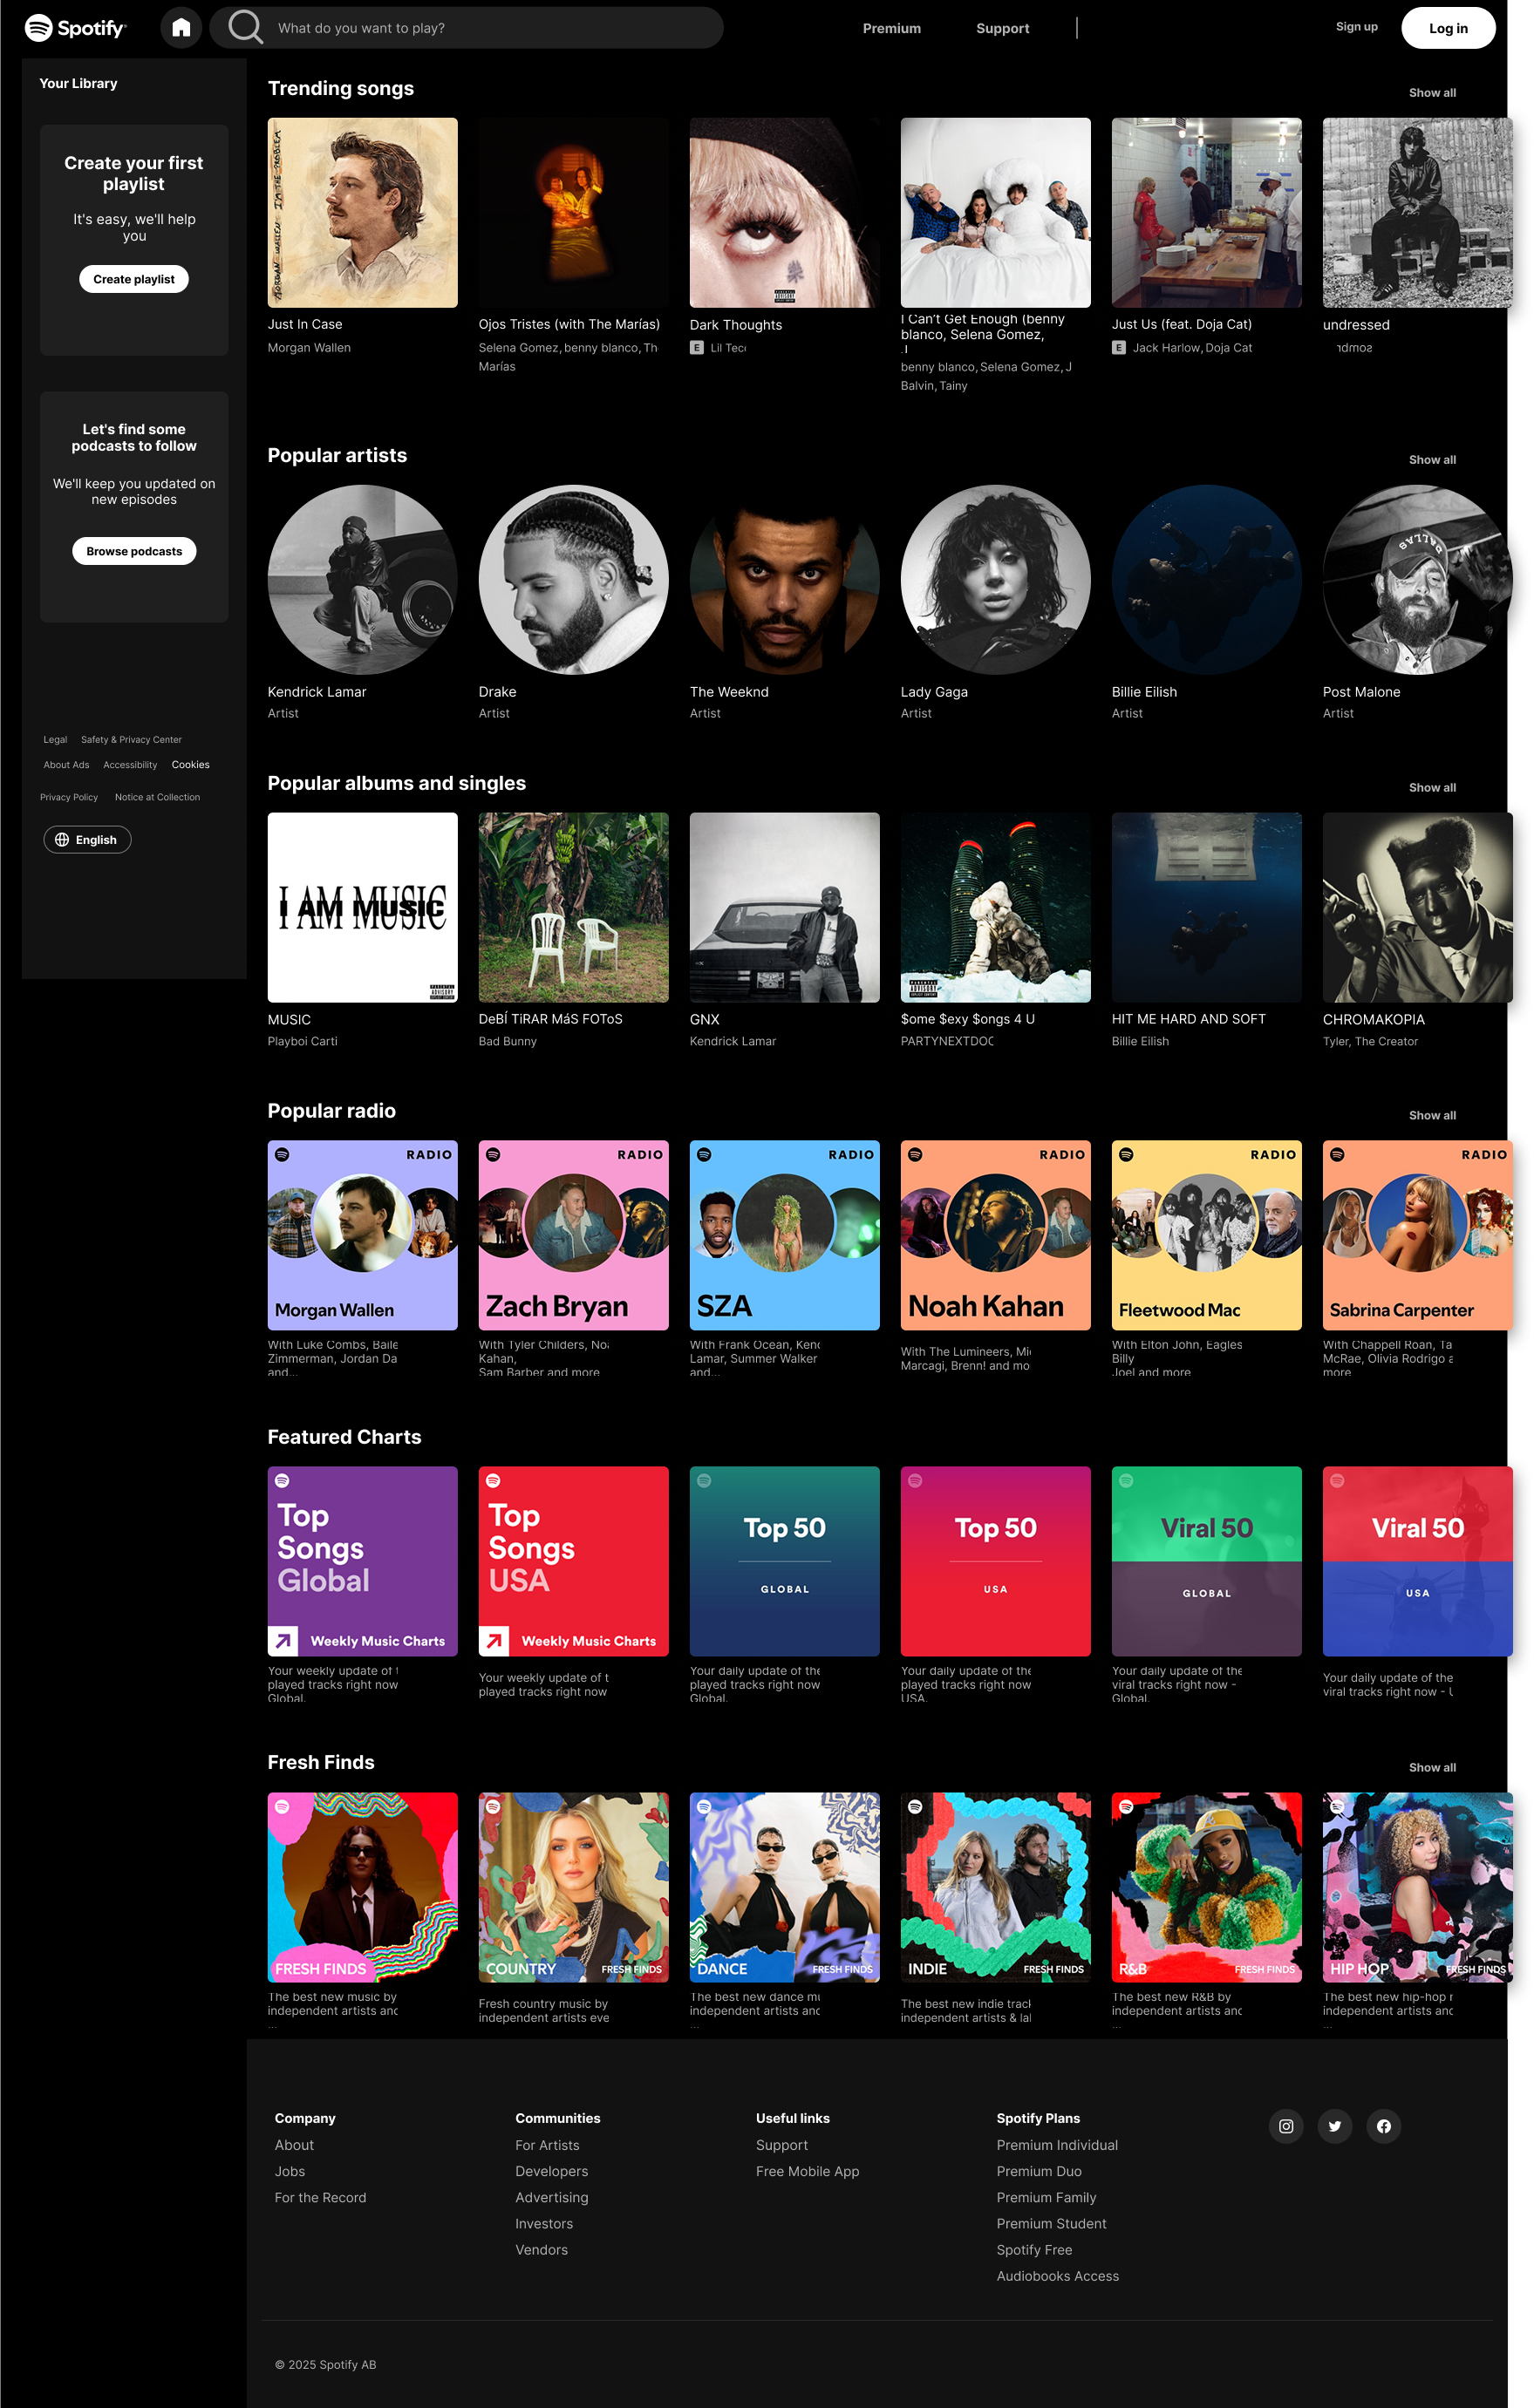 Spotify
What do you want to play?
Premium
Support
Sign up
Log in
Your Library
Create your first
playlist
It's easy, we'll help
you
Create playlist
Let's find some
podcasts to follow
We'll keep you updated on
new episodes
Browse podcasts
Legal Safety & Privacy Center
About Ads Accessibility Cookies
Privacy Policy Notice at Collection
English
Trending songs
Show all
Just In Case
Morgan Wallen
Ojos Tristes (with The Marías)
Selena Gomez, benny blanco, Th
Marías
Dark Thoughts
E Lil Tec
I Can't Get Enough (benny
blanco, Selena Gomez,
benny blanco, Selena Gomez, J
Balvin, Tainy
Just Us (feat. Doja Cat)
E Jack Harlow, Doja Cat
undressed
Popular artists
Show all
DALLAS
Kendrick Lamar
Artist
Drake
Artist
The Weeknd
Artist
Lady Gaga
Artist
Billie Eilish
Artist
Post Malone
Artist
Popular albums and singles
Show all
I AM MUSIC
MUSIC
Playboi Carti
DeBÍ TiRAR MáS FOToS
Bad Bunny
GNX
Kendrick Lamar
$ome $exy $ongs 4 U
PARTYNEXTDOO
HIT ME HARD AND SOFT
Billie Eilish
CHROMAKOPIA
Tyler, The Creator
Popular radio
Show all
RADIO
Morgan Wallen
With Luke Combs, Baile
Zimmerman, Jordan Da
and...
RADIO
Zach Bryan
With Tyler Childers, Noa
Kahan,
Sam Barber and more
RADIO
SZA
With Frank Ocean, Kend
Lamar, Summer Walker
and...
RADIO
Noah Kahan
With The Lumineers, Mi
Marcagi, Brenn! and mo
RADIO
Fleetwood Mac
With Elton John, Eagles
Billy
Joel and more
RADIO
Sabrina Carpenter
With Chappell Roan, Ta
McRae, Olivia Rodrigo a
more
Featured Charts
Top
Songs
Global
Weekly Music Charts
Your weekly update of t
played tracks right now
Global.
Top
Songs
USA
Weekly Music Charts
Your weekly update of t
played tracks right now
Top 50
GLOBAL
Your daily update of the
played tracks right now
Global.
Top 50
USA
Your daily update of the
played tracks right now
USA.
Viral 50
GLOBAL
Your daily update of the
viral tracks right now -
Global.
Viral 50
USA
Your daily update of the
viral tracks right now - U
Fresh Finds
Show all
FRESH FINDS
The best new music by
independent artists and
...
COUNTRY FRESH FINDS
Fresh country music by
independent artists eve
DANCE FRESH FINDS
The best new dance mu
independent artists and
...
INDIE FRESH FINDS
The best new indie track
independent artists & la
R&B FRESH FINDS
The best new R&B by
independent artists and
...
HIP HOP FRESH FINDS
The best new hip-hop r
independent artists and
...
Company
About
Jobs
For the Record
Communities
For Artists
Developers
Advertising
Investors
Vendors
Useful links
Support
Free Mobile App
Spotify Plans
Premium Individual
Premium Duo
Premium Family
Premium Student
Spotify Free
Audiobooks Access
© 2025 Spotify AB